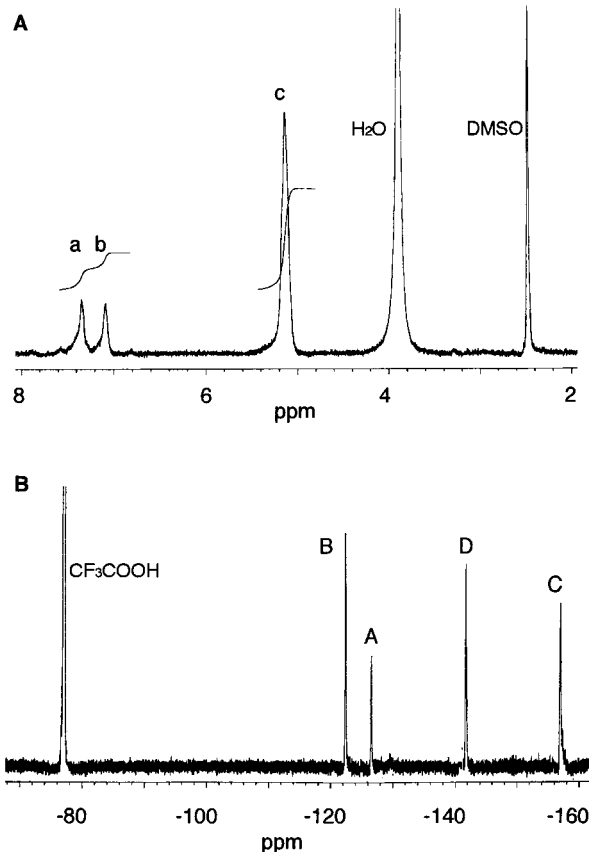 A
c
H₂O
DMSO
a b
8 6 4 2
ppm
B
CF₃COOH
B
D
A
C
-80 -100 -120 -140 -160
ppm